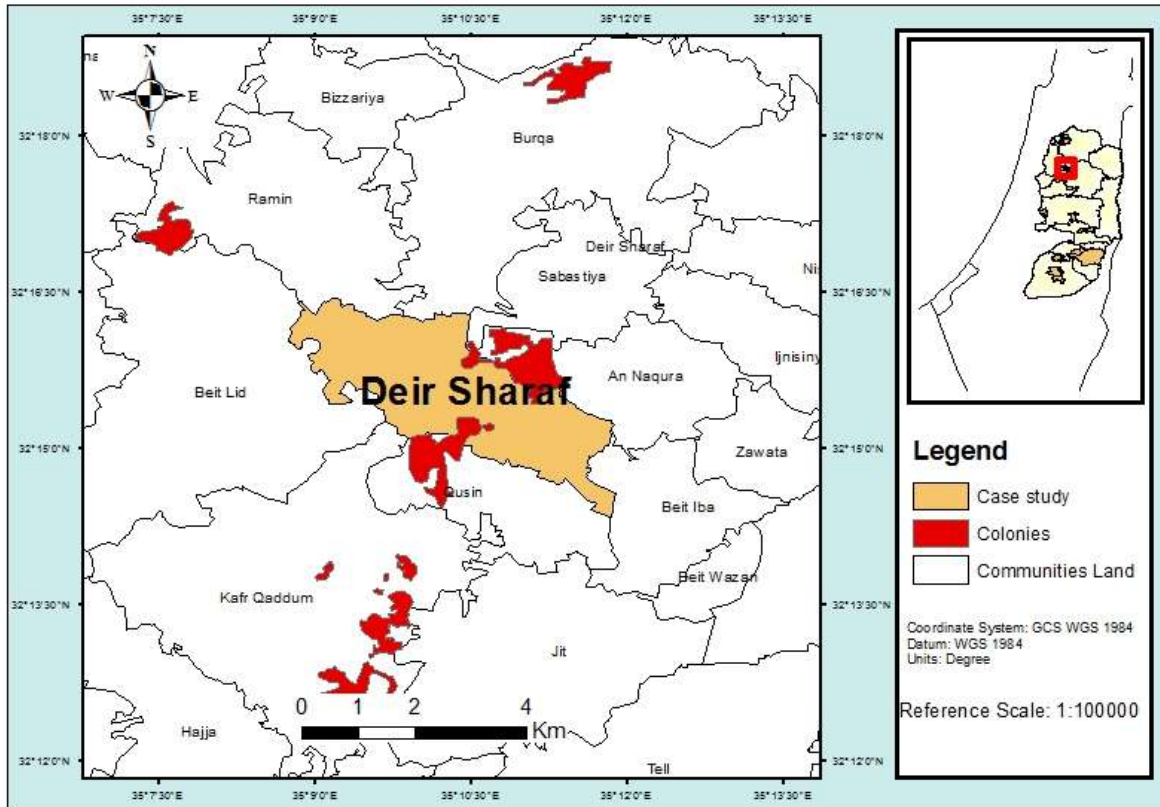 35°7'30"E
35°9'0"E
35°10'30"E
35°12'0"E
35°13'30"E
na
N
W
E
S
Bizzariya
Burqa
32°18'0"N
32°18'0"N
Ramin
Deir Sharaf
Sabastiya
Nis
32°16'30"N
32°16'30"N
Ijnisiny
An Naqura
Beit Lid
Deir Sharaf
Zawata
32°15'0"N
32°15'0"N
Qusin
Beit Iba
Beit Wazan
Kafr Qaddum
32°13'30"N
32°13'30"N
Jit
0 1 2 4
Km
Hajja
Tell
32°12'0"N
32°12'0"N
35°7'30"E
35°9'0"E
35°10'30"E
35°12'0"E
35°13'30"E
Legend
Case study
Colonies
Communities Land
Coordinate System: GCS WGS 1984
Datum: WGS 1984
Units: Degree
Reference Scale: 1:100000